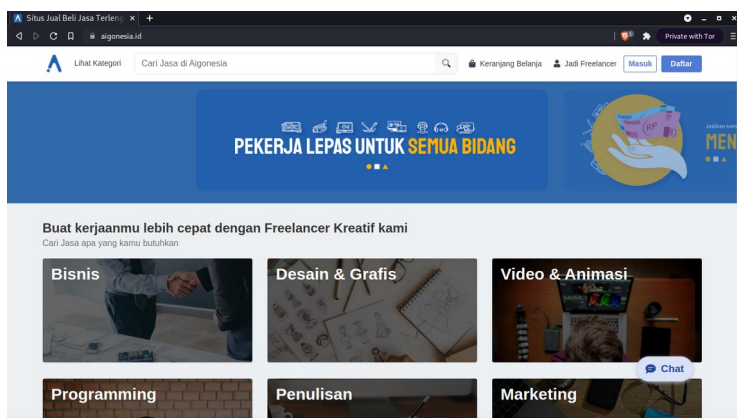 Situs Jual Beli Jasa Terleng
aigonesia.id
Private with Tor
Lihat Kategori
Cari Jasa di Aigonesia
Keranjang Belanja
Jadi Freelancer
Masuk
Daftar
PEKERJA LEPAS UNTUK SEMUA BIDANG
RP
MEN
Buat kerjaanmu lebih cepat dengan Freelancer Kreatif kami
Cari Jasa apa yang kamu butuhkan
Bisnis
Desain & Grafis
Video & Animasi
Chat
Programming
Penulisan
Marketing